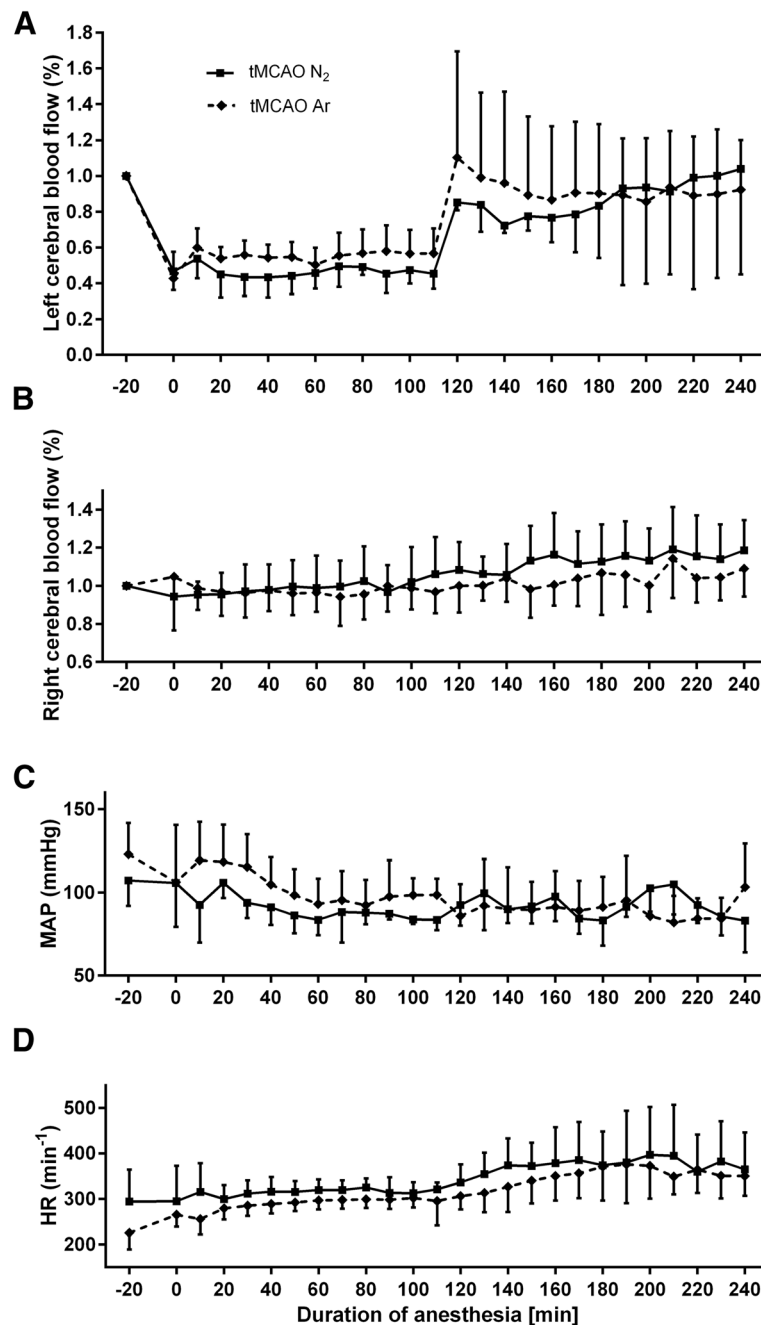 A
Left cerebral blood flow (%)
1.8
1.6
1.4
1.2
1.0
0.8
0.6
0.4
0.2
0.0
tMCAO N₂
tMCAO Ar
-20 0 20 40 60 80 100 120 140 160 180 200 220 240
B
Right cerebral blood flow (%)
1.4
1.2
1.0
0.8
0.6
-20 0 20 40 60 80 100 120 140 160 180 200 220 240
C
MAP (mmHg)
150
100
50
-20 0 20 40 60 80 100 120 140 160 180 200 220 240
D
HR (min⁻¹)
500
400
300
200
-20 0 20 40 60 80 100 120 140 160 180 200 220 240
Duration of anesthesia [min]